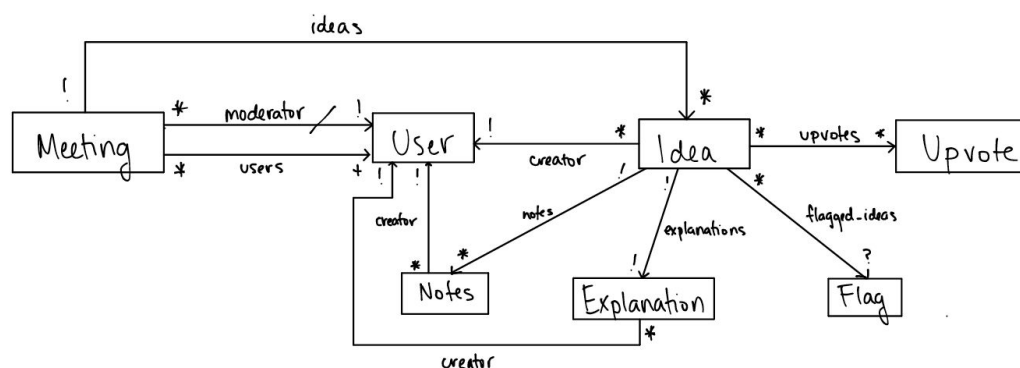 ideas
! *
* moderator !
Meeting User ! creator * Idea * upvotes * Upvote
* users +
! ! ! ! *
creator notes explanations flagged_ideas
* * ! ?
Notes Explanation Flag
*
creator